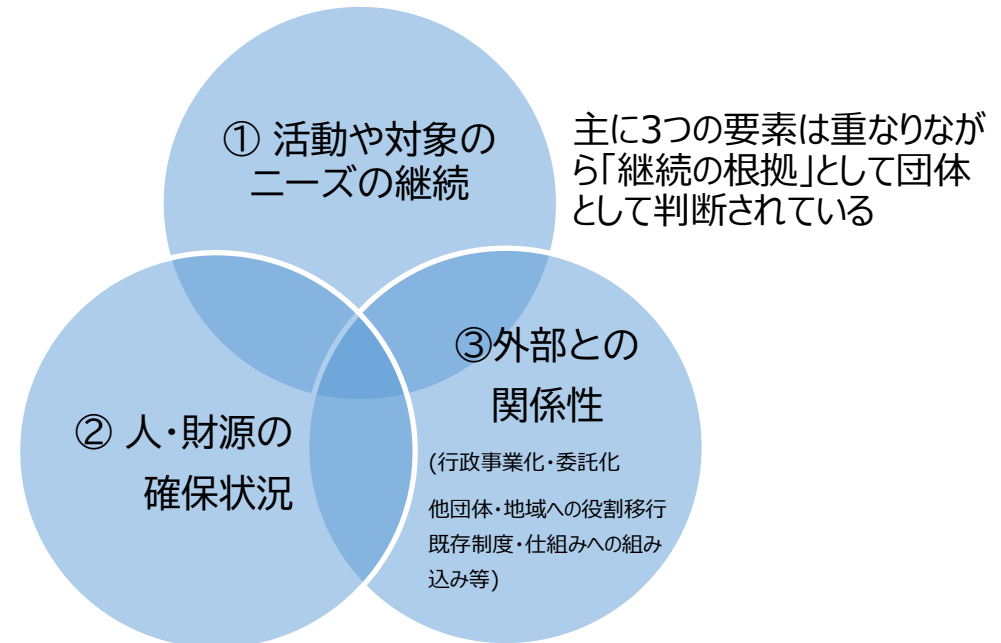 ① 活動や対象の
ニーズの継続
主に3つの要素は重なりなが
ら「継続の根拠」として団体
として判断されている
② 人・財源の
確保状況
③外部との
関係性
(行政事業化・委託化
他団体・地域への役割移行
既存制度・仕組みへの組み
込み等)